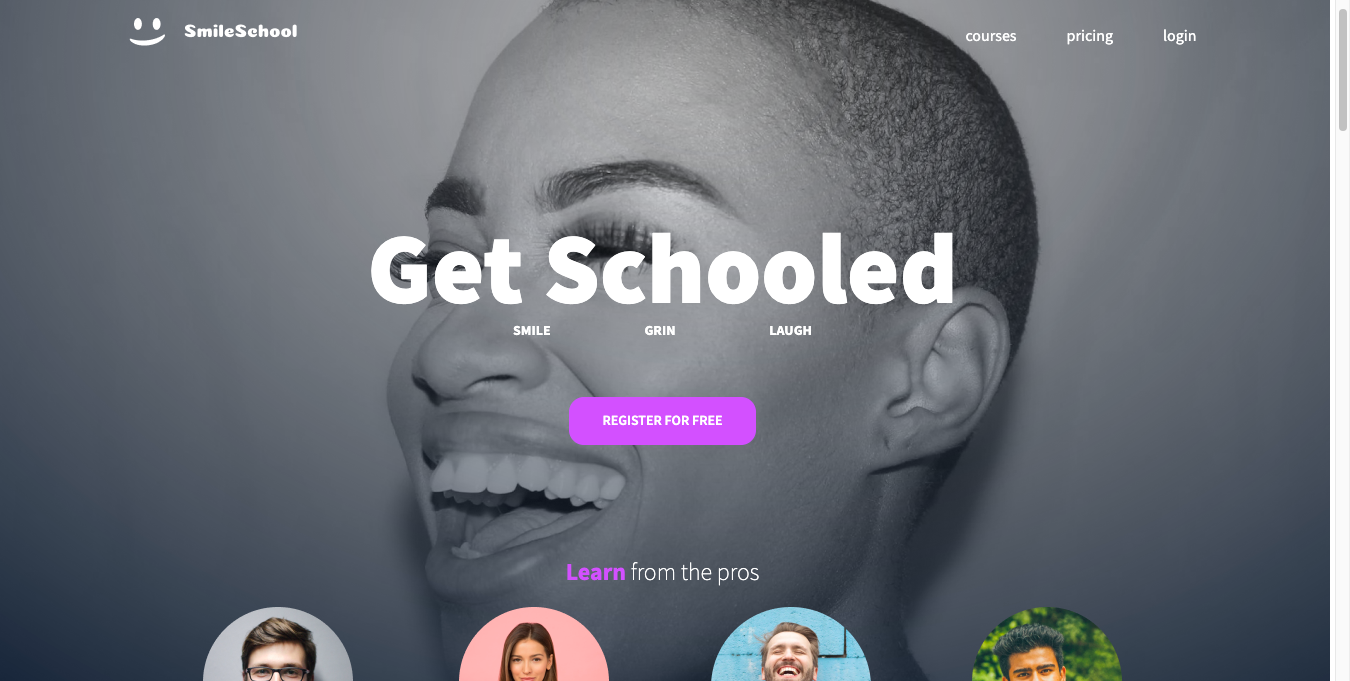 SmileSchool
courses pricing login
Get Schooled
SMILE GRIN LAUGH
REGISTER FOR FREE
Learn from the pros